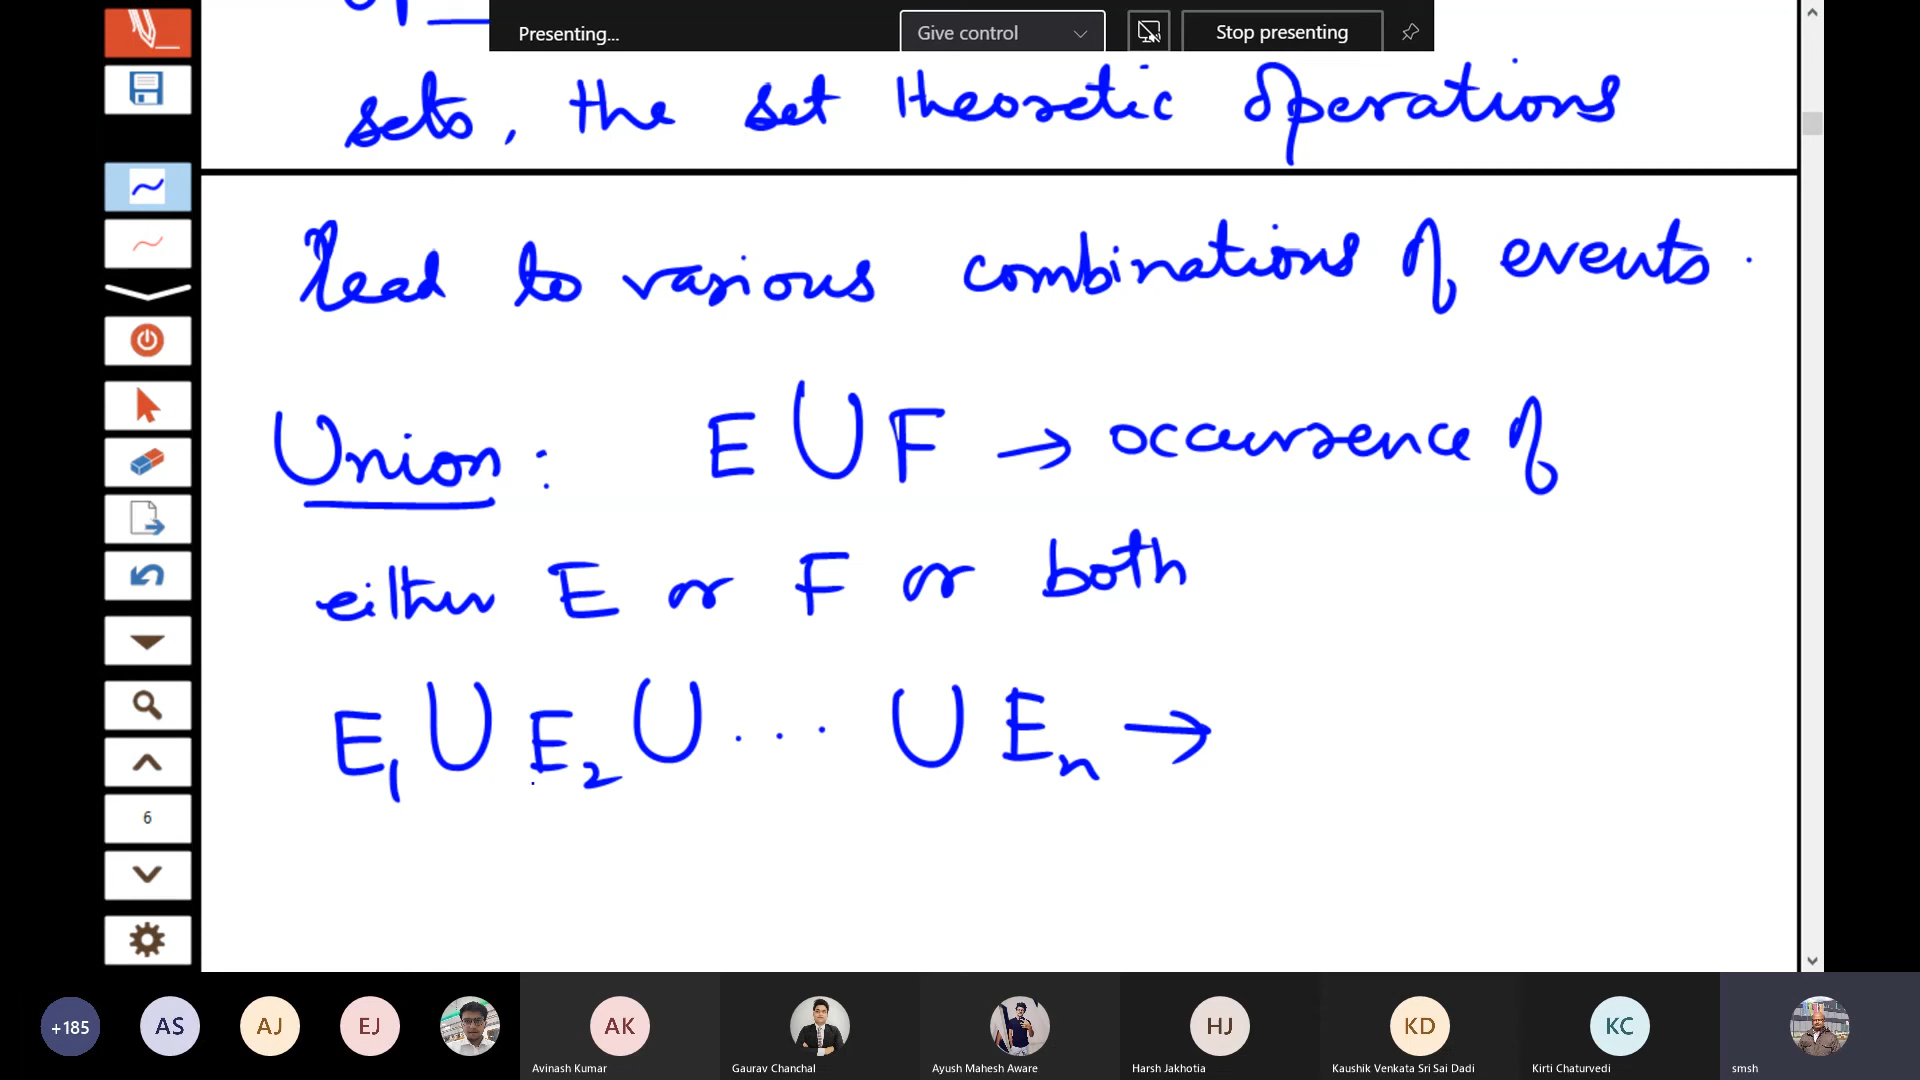 Presenting...
Give control
Stop presenting
sets, the set theoretic operations
lead to various combinations of events.
Union: E ∪ F → occurrence of
either E or F or both
E₁ ∪ E₂ ∪ ... ∪ Eₙ →
6
+185
AS
AJ
EJ
AK
HJ
KD
KC
Avinash Kumar
Gaurav Chanchal
Ayush Mahesh Aware
Harsh Jakhotia
Kaushik Venkata Sri Sai Dadi
Kirti Chaturvedi
smsh